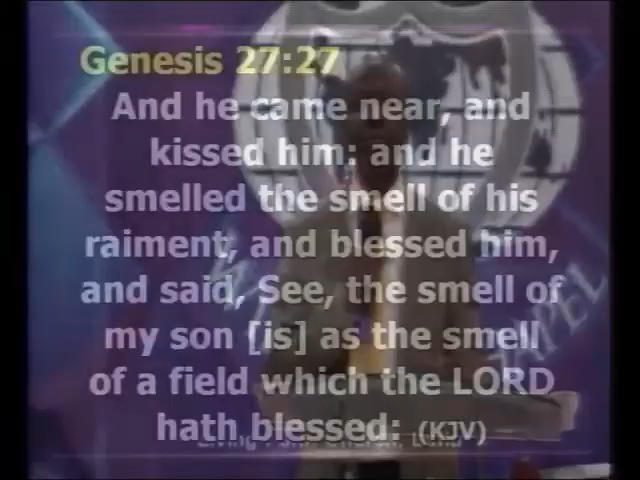 Genesis 27:27
And he came near, and
kissed him: and he
smelled the smell of his
raiment, and blessed him,
and said, See, the smell of
my son [is] as the smell
of a field which the LORD
hath blessed: (KJV)